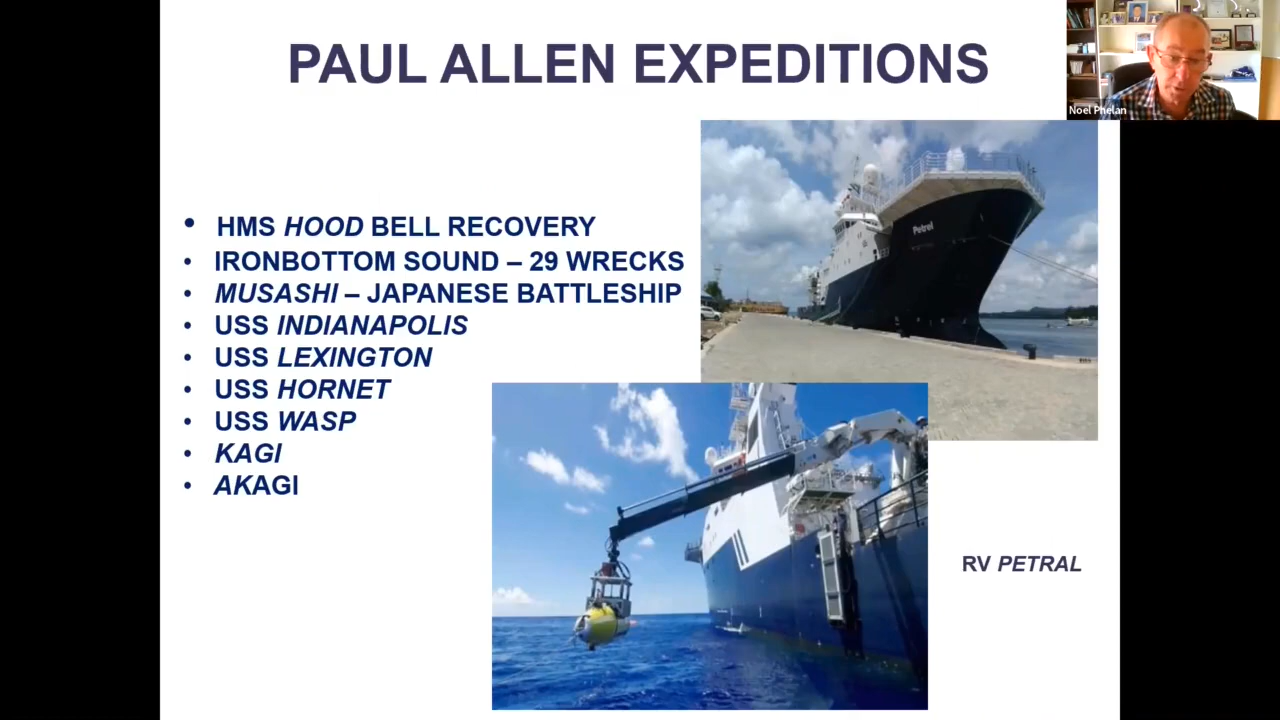 PAUL ALLEN EXPEDITIONS
Noel Phelan
• HMS HOOD BELL RECOVERY
• IRONBOTTOM SOUND – 29 WRECKS
• MUSASHI – JAPANESE BATTLESHIP
• USS INDIANAPOLIS
• USS LEXINGTON
• USS HORNET
• USS WASP
• KAGI
• AKAGI
Petrel
RV PETRAL